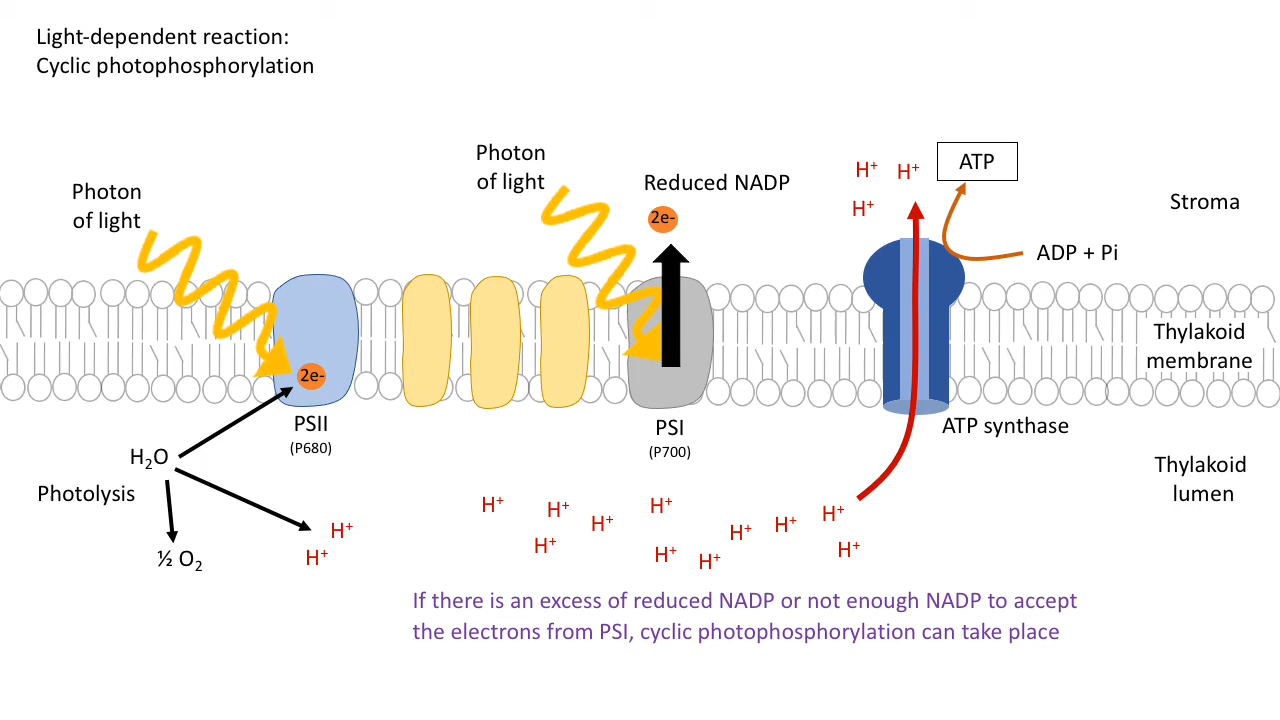 Light-dependent reaction:
Cyclic photophosphorylation
Photon
of light
Photon
of light
Reduced NADP
2e-
H⁺
H⁺
H⁺
ATP
ADP + Pi
Stroma
Thylakoid
membrane
2e-
PSII
(P680)
PSI
(P700)
ATP synthase
Thylakoid
lumen
H₂O
Photolysis
½ O₂
H⁺
H⁺
H⁺
H⁺
H⁺
H⁺
H⁺
H⁺
H⁺
H⁺
H⁺
H⁺
H⁺
If there is an excess of reduced NADP or not enough NADP to accept
the electrons from PSI, cyclic photophosphorylation can take place